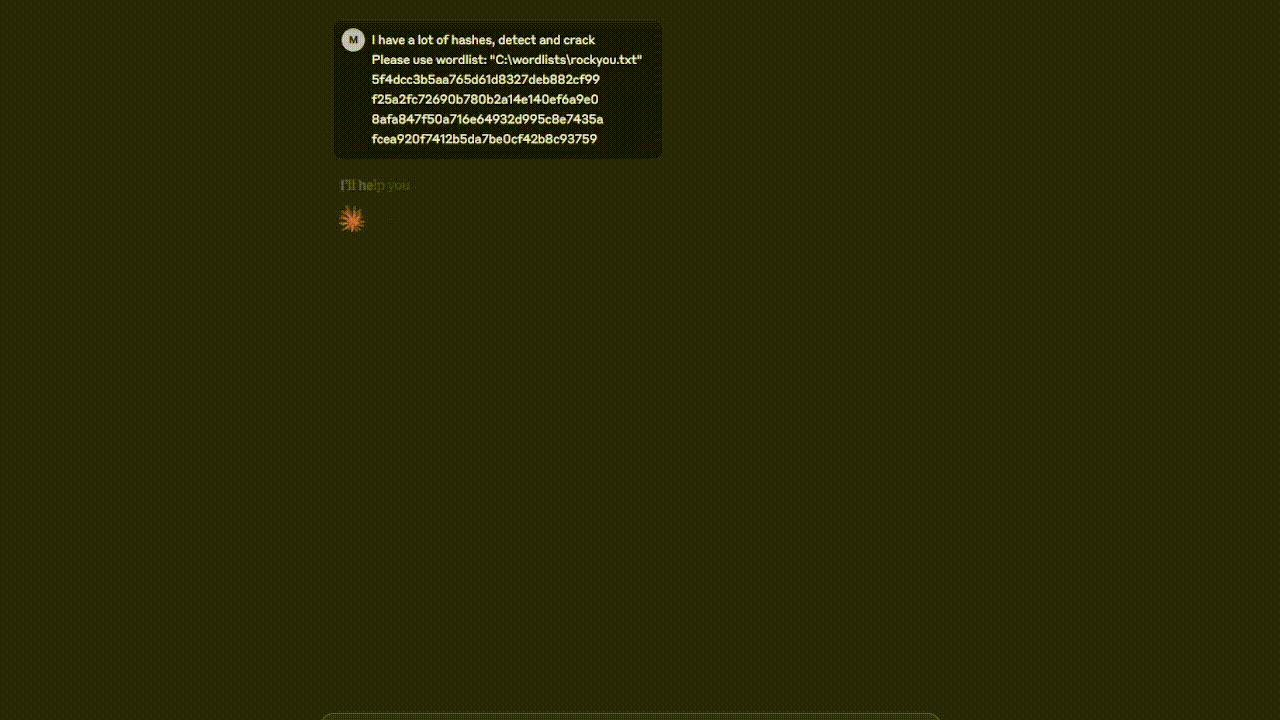 M
I have a lot of hashes, detect and crack
Please use wordlist: "C:\wordlists\rockyou.txt"
5f4dcc3b5aa765d61d8327deb882cf99
f25a2fc72690b780b2a14e140ef6a9e0
8afa847f50a716e64932d995c8e7435a
fcea920f7412b5da7be0cf42b8c93759
I'll help you